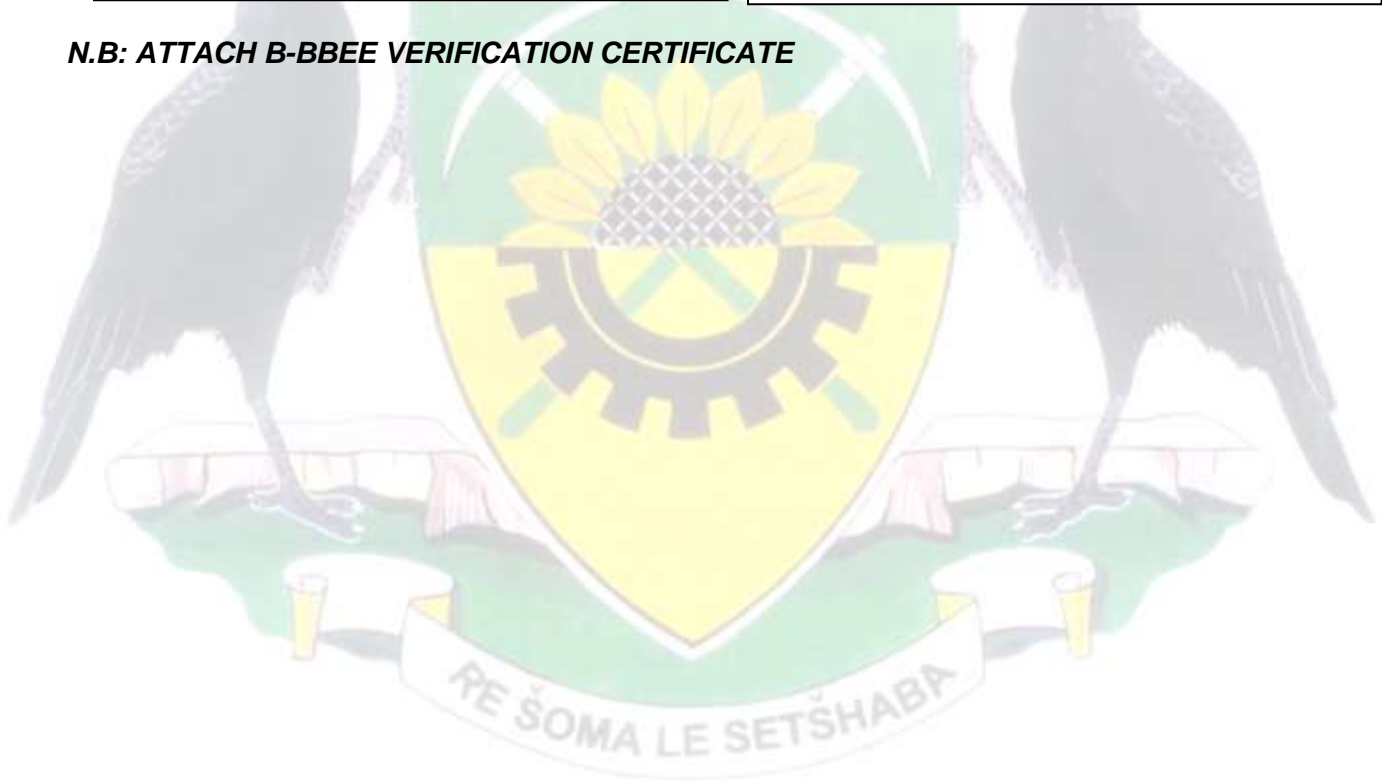 N.B: ATTACH B-BBEE VERIFICATION CERTIFICATE
RE ŠOMA LE SETŠHABA